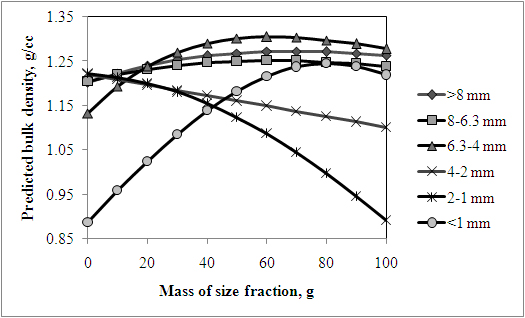 1.35
1.25
1.15
1.05
0.95
0.85
Predicted bulk density, g/cc
0 20 40 60 80 100
Mass of size fraction, g
>8 mm
8-6.3 mm
6.3-4 mm
4-2 mm
2-1 mm
<1 mm